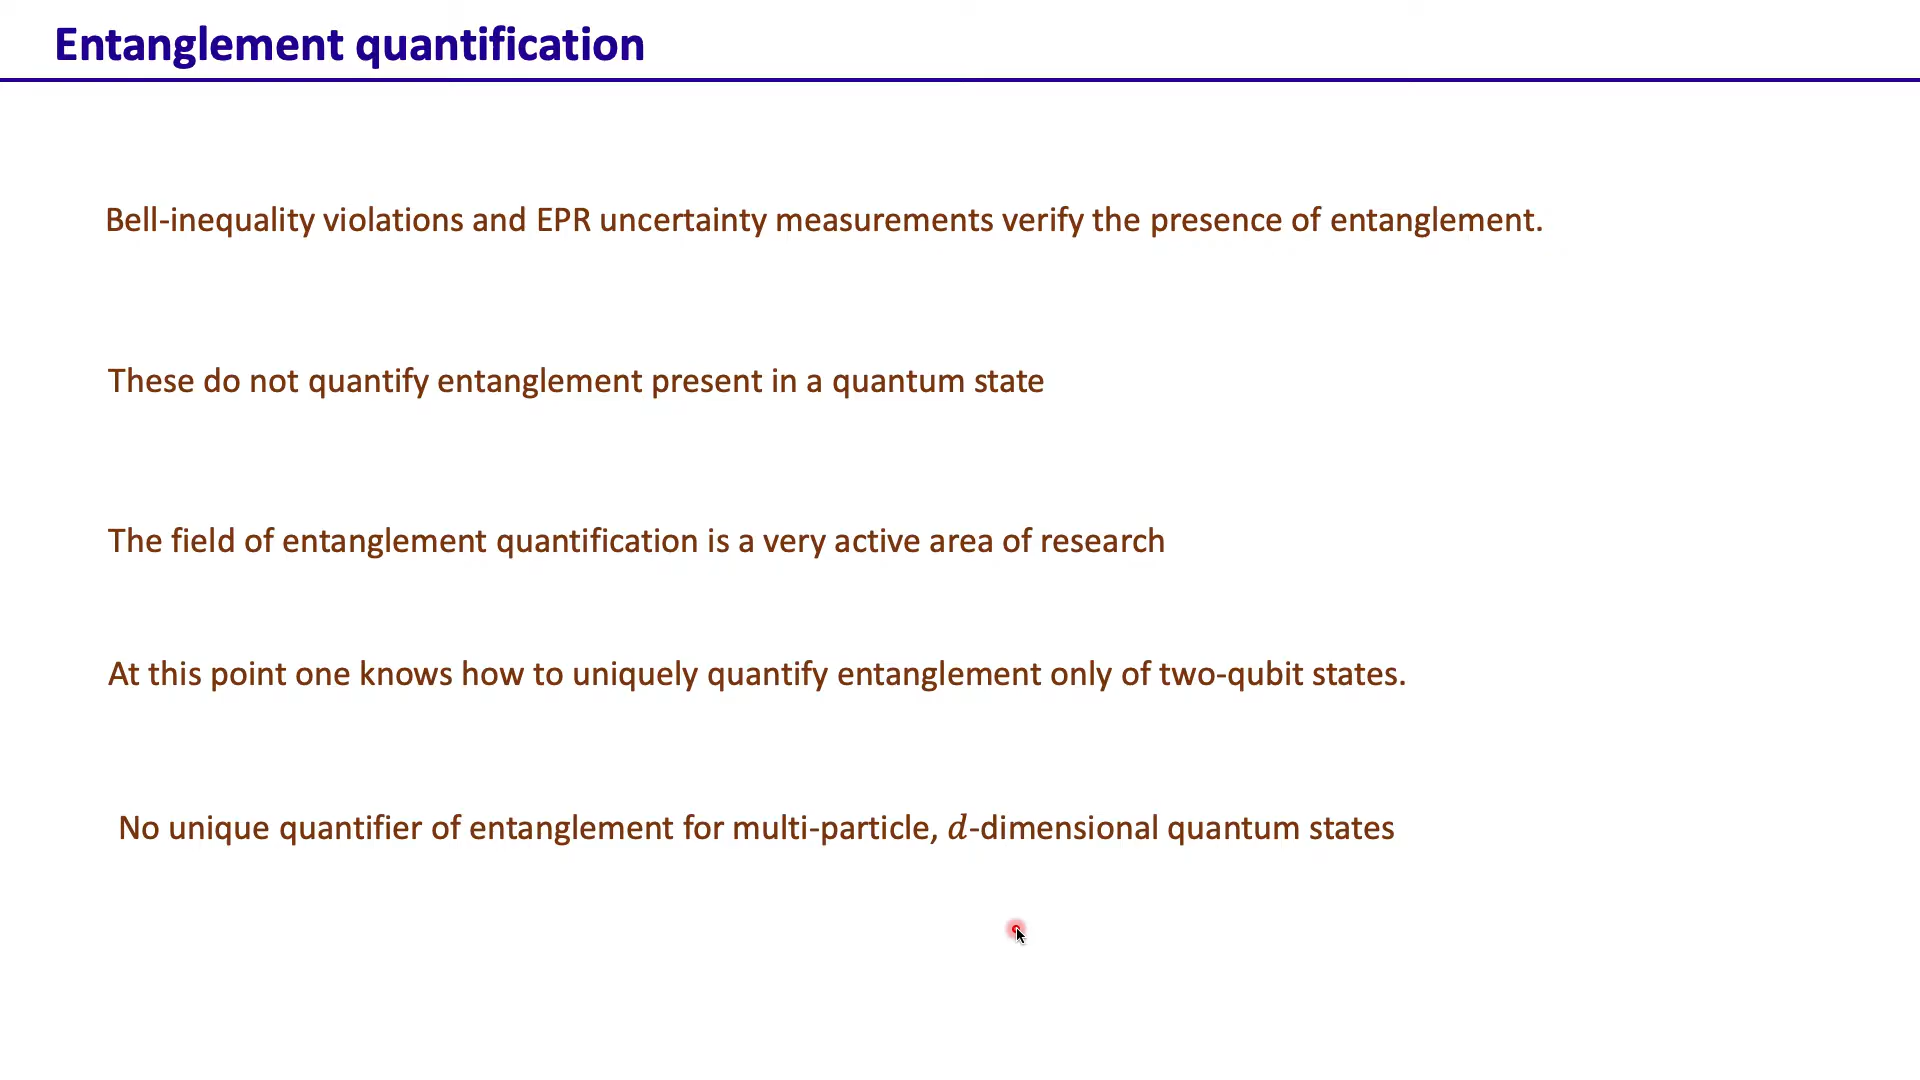 Entanglement quantification
Bell-inequality violations and EPR uncertainty measurements verify the presence of entanglement.
These do not quantify entanglement present in a quantum state
The field of entanglement quantification is a very active area of research
At this point one knows how to uniquely quantify entanglement only of two-qubit states.
No unique quantifier of entanglement for multi-particle, d-dimensional quantum states